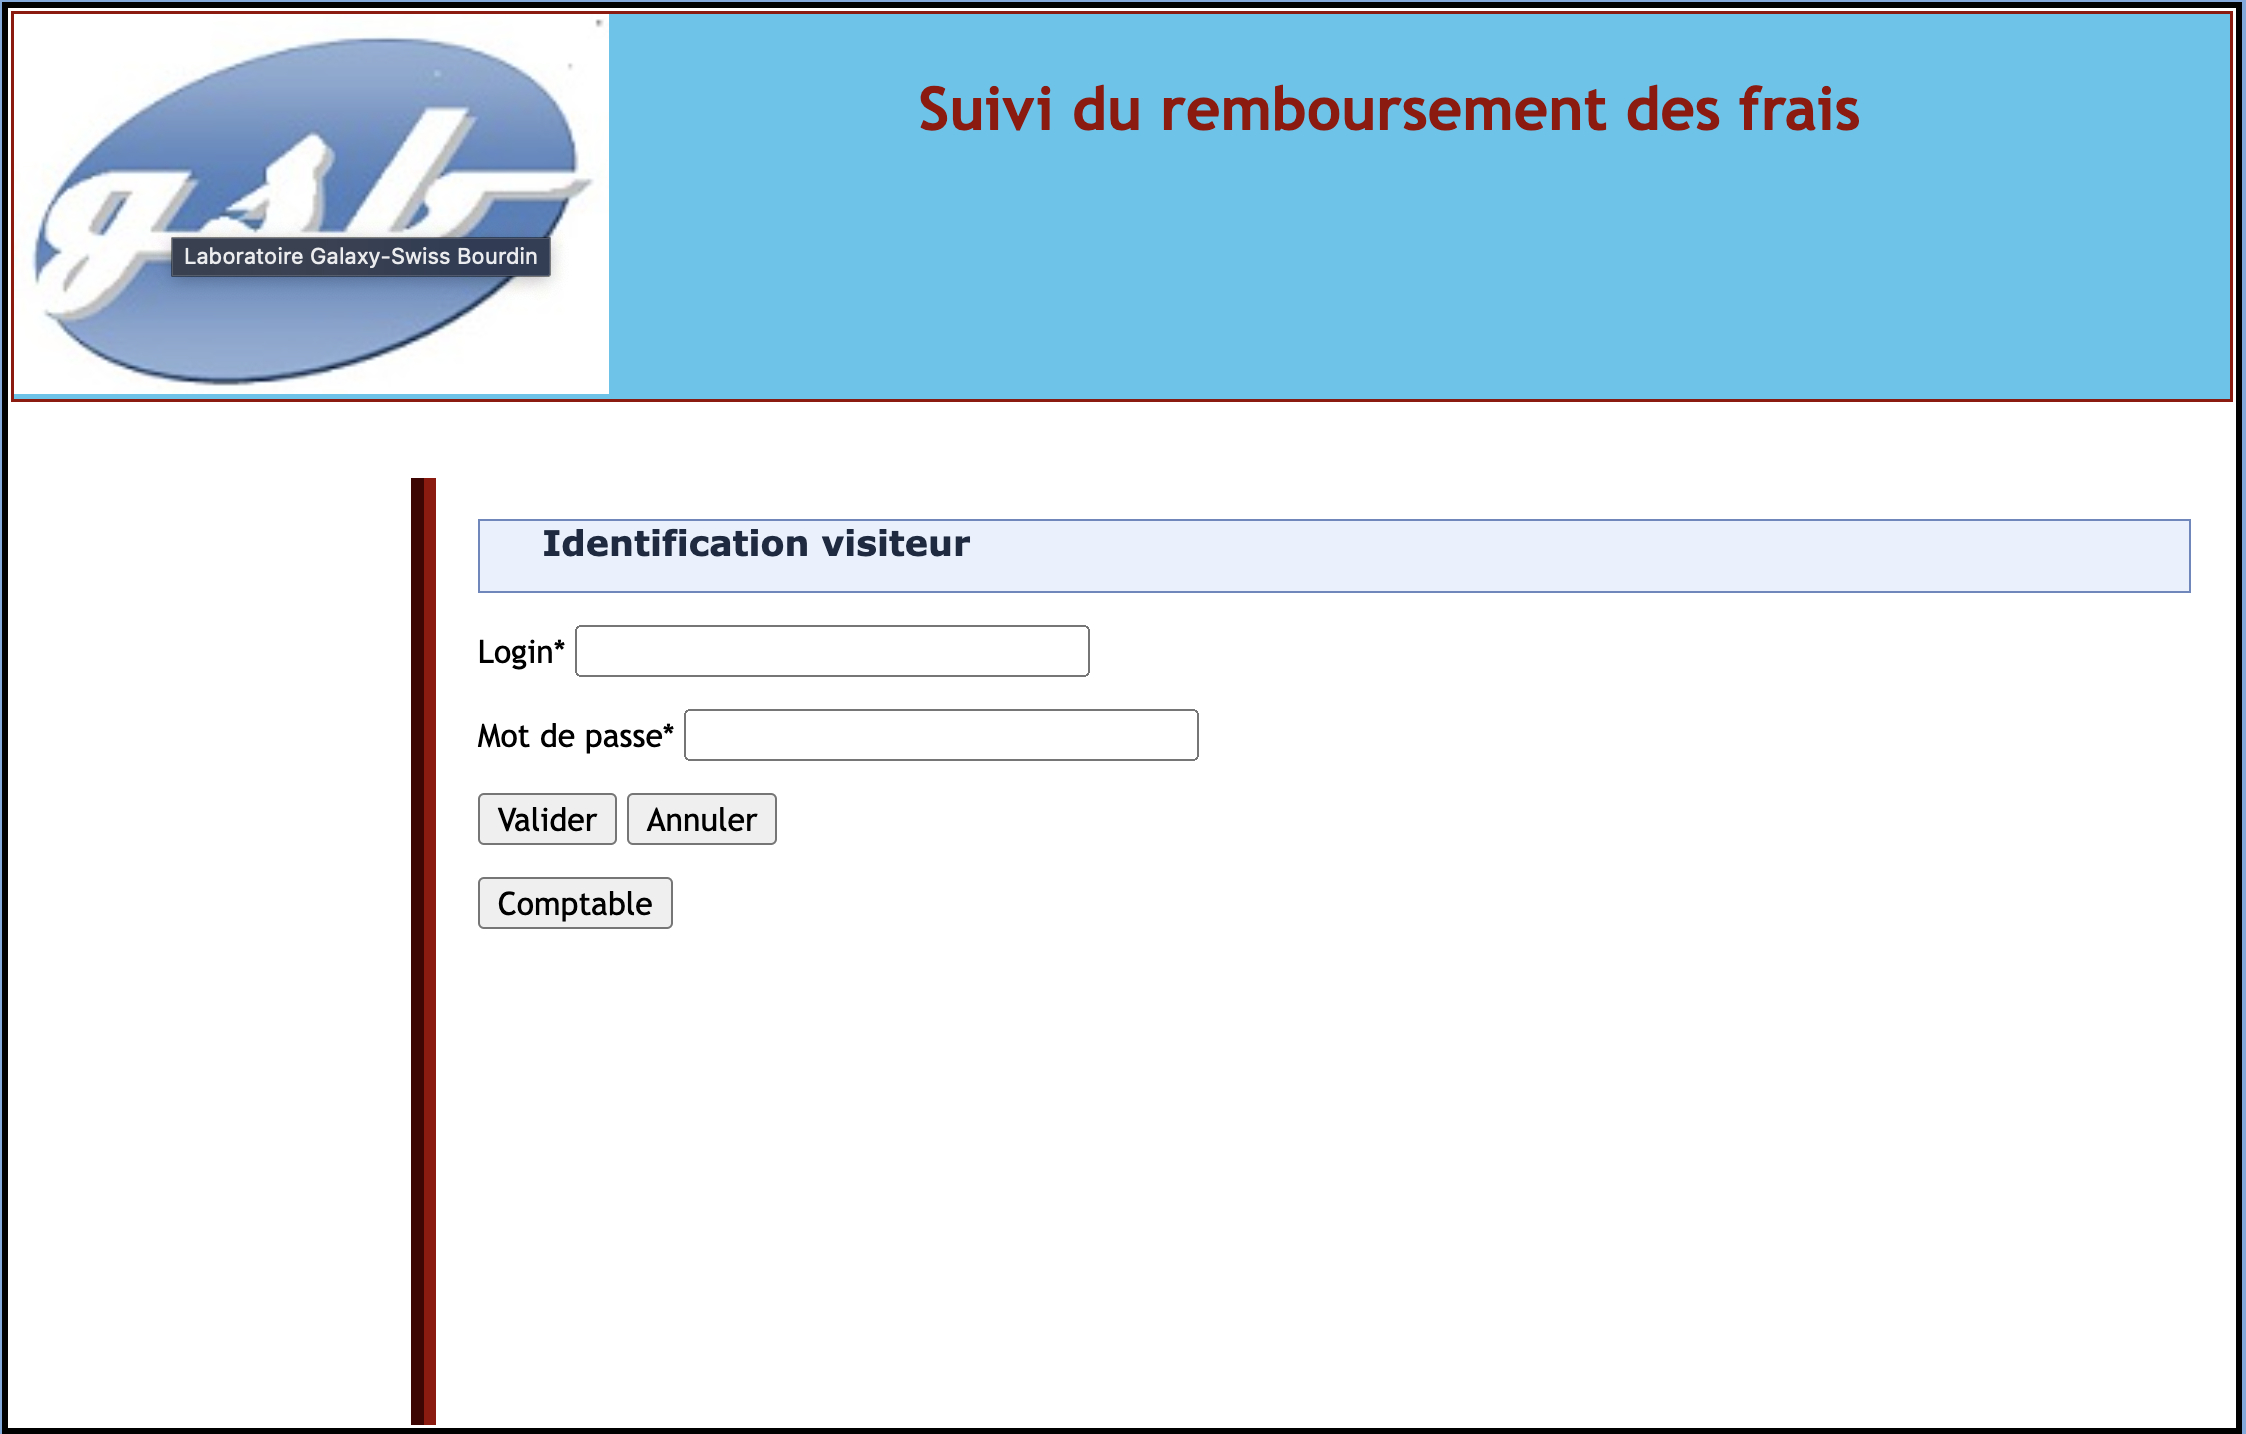 gsb
Laboratoire Galaxy-Swiss Bourdin
Suivi du remboursement des frais
Identification visiteur
Login*
Mot de passe*
Valider Annuler
Comptable